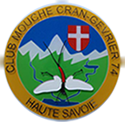 CLUB MOUCHE CRAN-GEVRIER 74
HAUTE SAVOIE